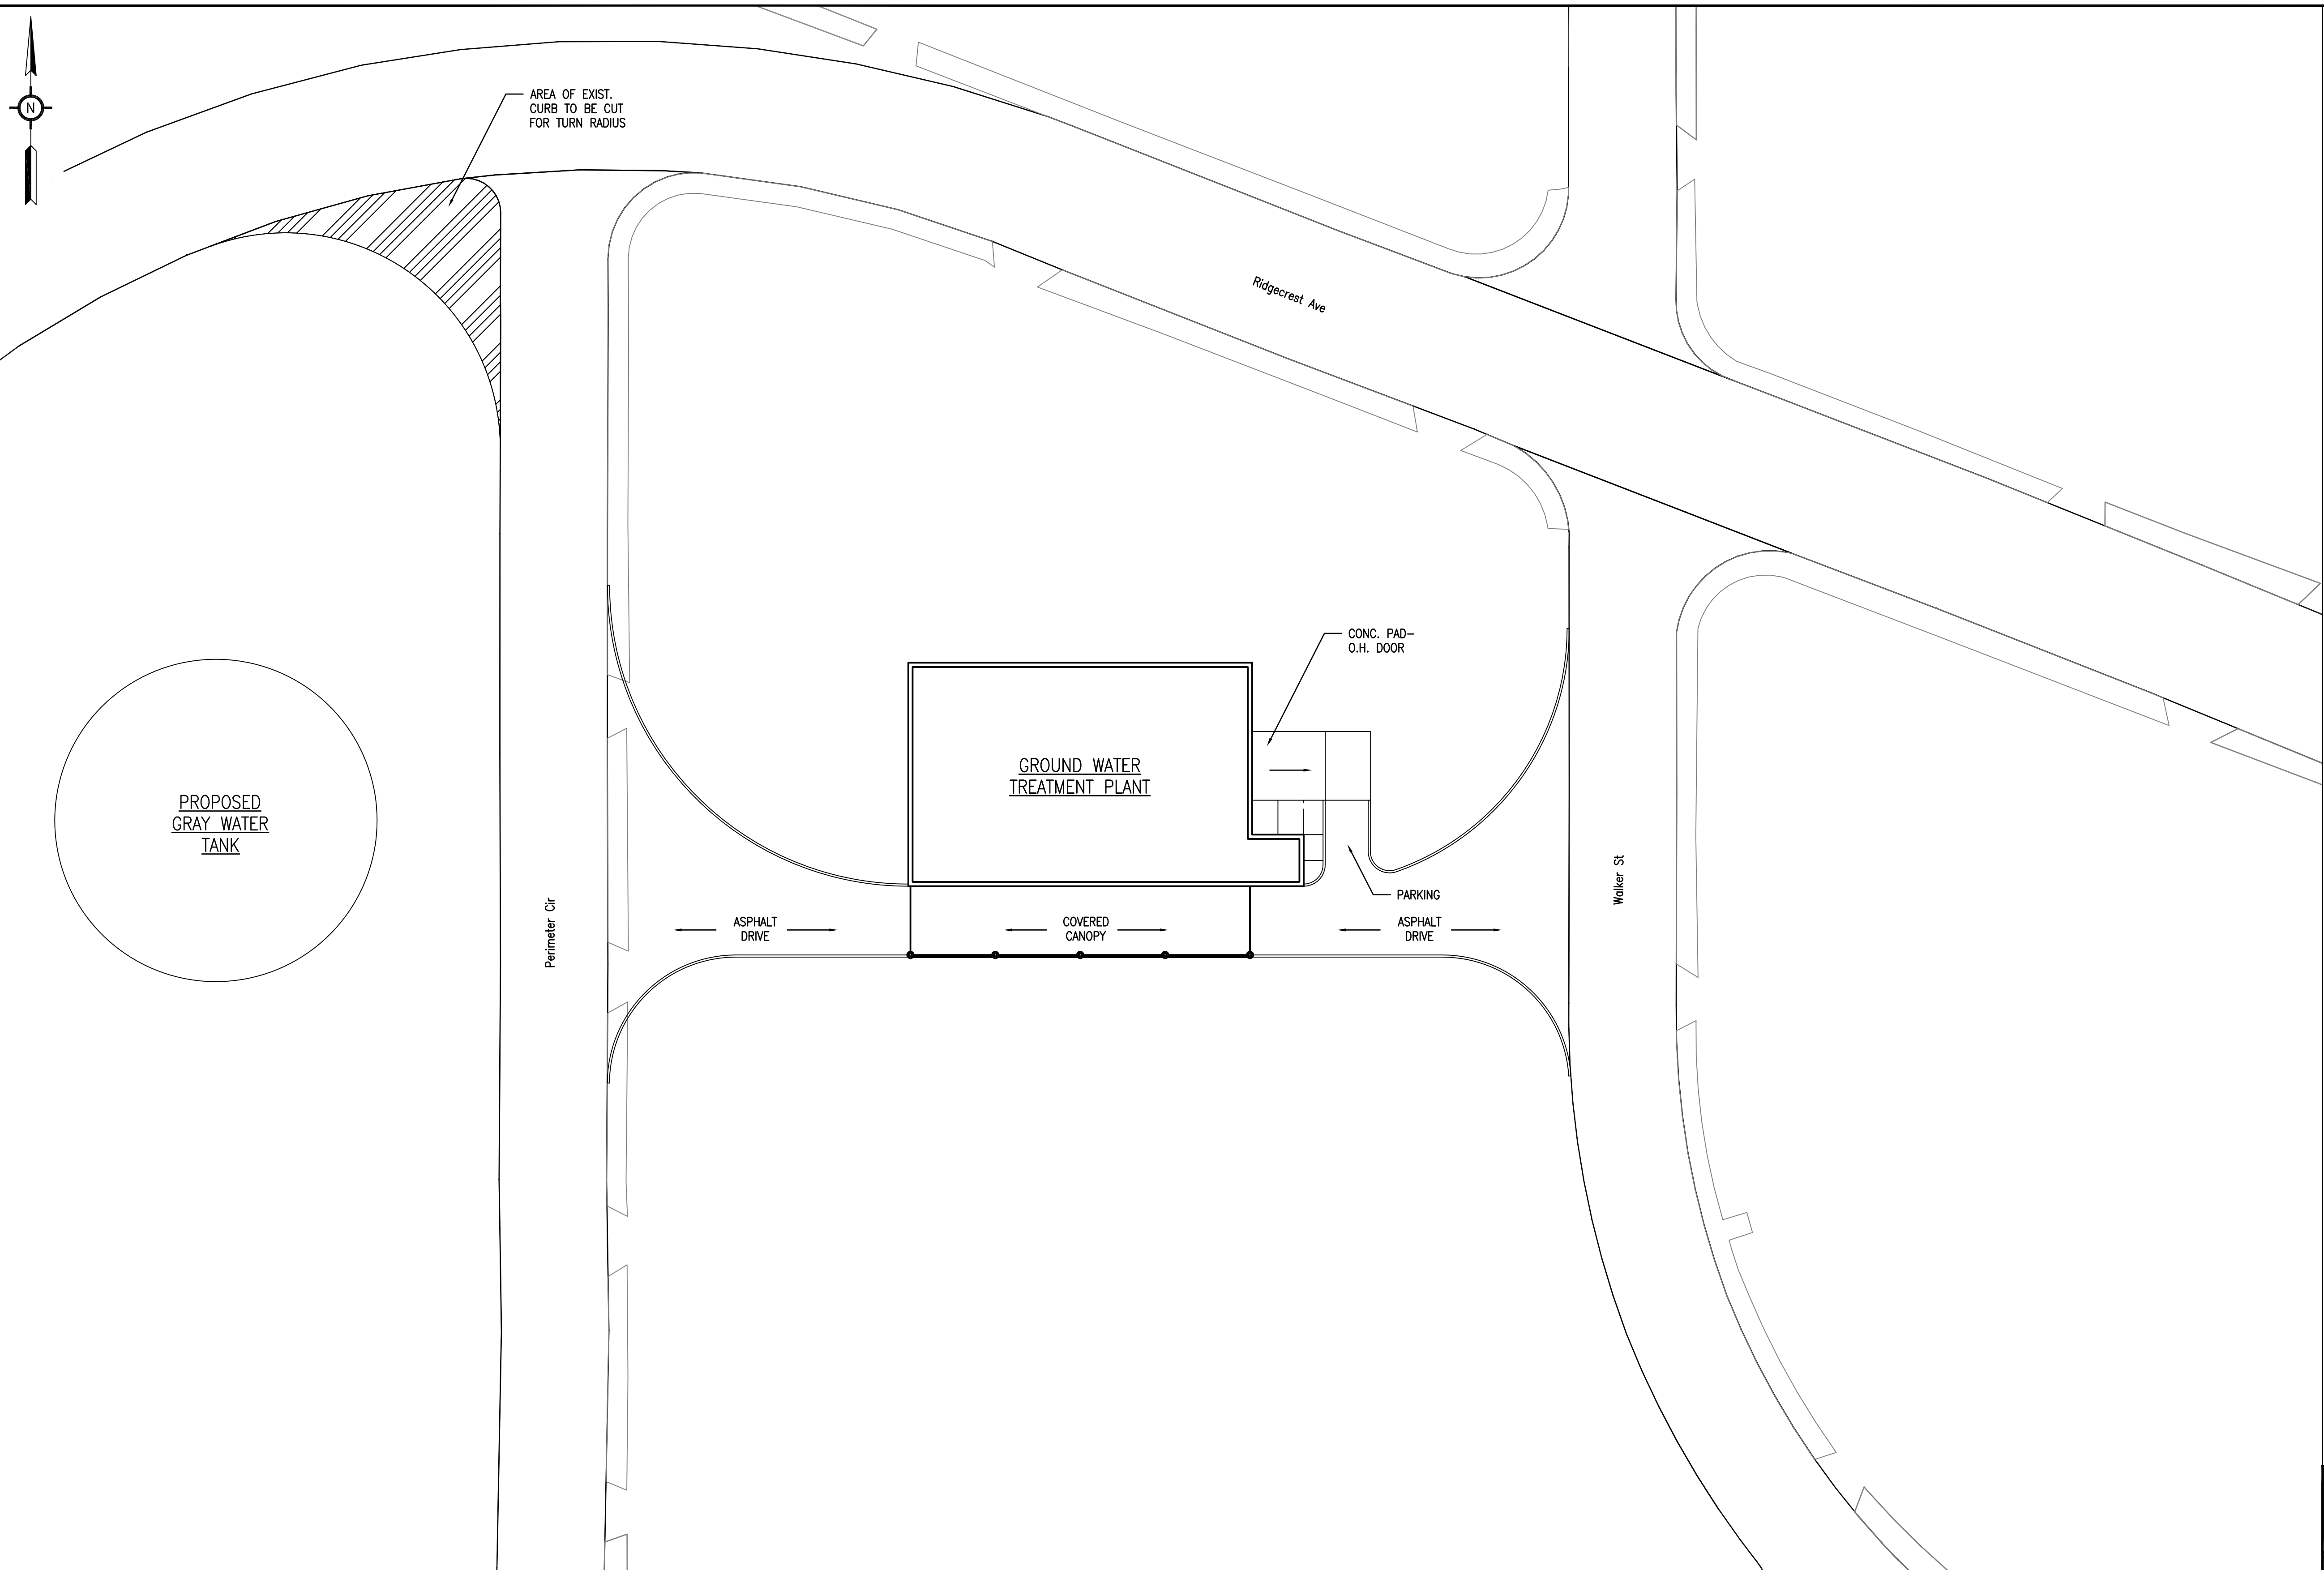 N
AREA OF EXIST.
CURB TO BE CUT
FOR TURN RADIUS
Ridgecrest Ave
CONC. PAD-
O.H. DOOR
GROUND WATER
TREATMENT PLANT
PROPOSED
GRAY WATER
TANK
Perimeter Cir
Walker St
PARKING
ASPHALT
DRIVE
COVERED
CANOPY
ASPHALT
DRIVE